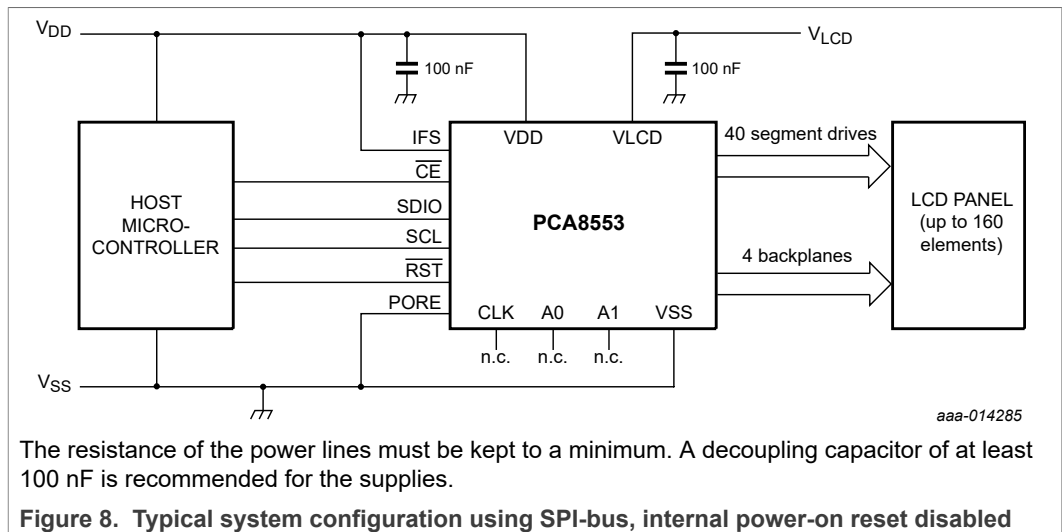 VDD
VLCD
100 nF
100 nF
IFS
VDD
VLCD
40 segment drives
CE
HOST
MICRO-
CONTROLLER
SDIO
PCA8553
LCD PANEL
(up to 160
elements)
SCL
4 backplanes
RST
PORE
CLK
A0
A1
VSS
n.c.
n.c.
n.c.
VSS
aaa-014285
The resistance of the power lines must be kept to a minimum. A decoupling capacitor of at least
100 nF is recommended for the supplies.
Figure 8. Typical system configuration using SPI-bus, internal power-on reset disabled